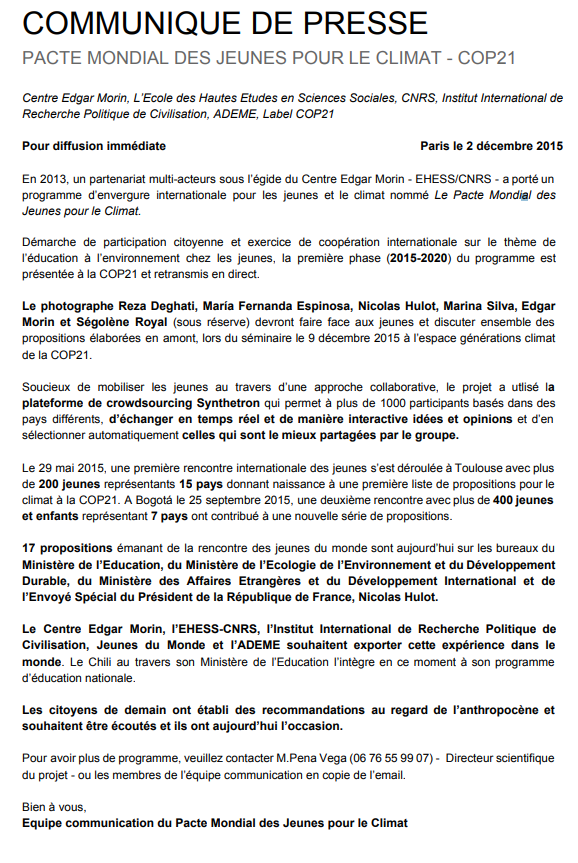 COMMUNIQUE DE PRESSE
PACTE MONDIAL DES JEUNES POUR LE CLIMAT - COP21
Centre Edgar Morin, L'Ecole des Hautes Etudes en Sciences Sociales, CNRS, Institut International de
Recherche Politique de Civilisation, ADEME, Label COP21
Pour diffusion immédiate Paris le 2 décembre 2015
En 2013, un partenariat multi-acteurs sous l'égide du Centre Edgar Morin - EHESS/CNRS - a porté un
programme d'envergure internationale pour les jeunes et le climat nommé Le Pacte Mondial des
Jeunes pour le Climat.
Démarche de participation citoyenne et exercice de coopération internationale sur le thème de
l'éducation à l'environnement chez les jeunes, la première phase (2015-2020) du programme est
présentée à la COP21 et retransmis en direct.
Le photographe Reza Deghati, María Fernanda Espinosa, Nicolas Hulot, Marina Silva, Edgar
Morin et Ségolène Royal (sous réserve) devront faire face aux jeunes et discuter ensemble des
propositions élaborées en amont, lors du séminaire le 9 décembre 2015 à l'espace générations climat
de la COP21.
Soucieux de mobiliser les jeunes au travers d'une approche collaborative, le projet a utlisé la
plateforme de crowdsourcing Synthetron qui permet à plus de 1000 participants basés dans des
pays différents, d'échanger en temps réel et de manière interactive idées et opinions et d'en
sélectionner automatiquement celles qui sont le mieux partagées par le groupe.
Le 29 mai 2015, une première rencontre internationale des jeunes s'est déroulée à Toulouse avec plus
de 200 jeunes représentants 15 pays donnant naissance à une première liste de propositions pour le
climat à la COP21. A Bogotá le 25 septembre 2015, une deuxième rencontre avec plus de 400 jeunes
et enfants représentant 7 pays ont contribué à une nouvelle série de propositions.
17 propositions émanant de la rencontre des jeunes du monde sont aujourd'hui sur les bureaux du
Ministère de l'Education, du Ministère de l'Ecologie de l'Environnement et du Développement
Durable, du Ministère des Affaires Etrangères et du Dévelopement International et de
l'Envoyé Spécial du Président de la République de France, Nicolas Hulot.
Le Centre Edgar Morin, l'EHESS-CNRS, l'Institut International de Recherche Politique de
Civilisation, Jeunes du Monde et l'ADEME souhaitent exporter cette expérience dans le
monde. Le Chili au travers son Ministère de l'Education l'intègre en ce moment à son programme
d'éducation nationale.
Les citoyens de demain ont établi des recommandations au regard de l'anthropocène et
souhaitent être écoutés et ils ont aujourd'hui l'occasion.
Pour avoir plus de programme, veuillez contacter M.Pena Vega (06 76 55 99 07) - Directeur scientifique
du projet - ou les membres de l'équipe communication en copie de l'email.
Bien à vous,
Equipe communication du Pacte Mondial des Jeunes pour le Climat